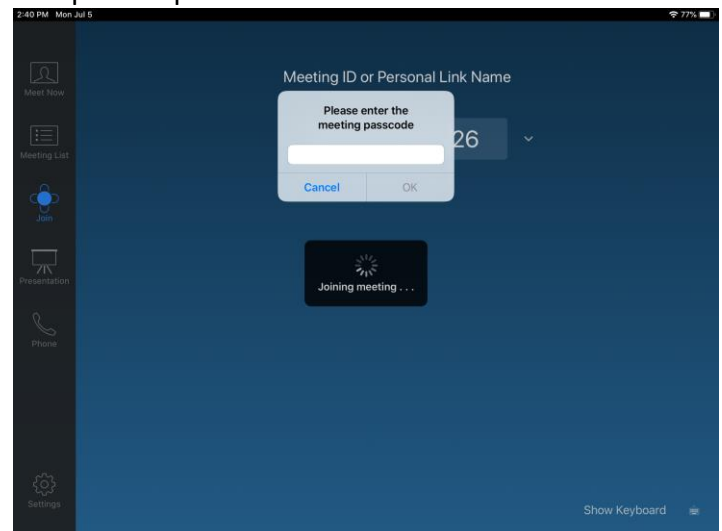 2:40 PM Mon Jul 5
77%
Meet Now
Meeting List
Join
Presentation
Phone
Settings
Meeting ID or Personal Link Name
Please enter the
meeting passcode
26
Cancel
OK
Joining meeting . . .
Show Keyboard